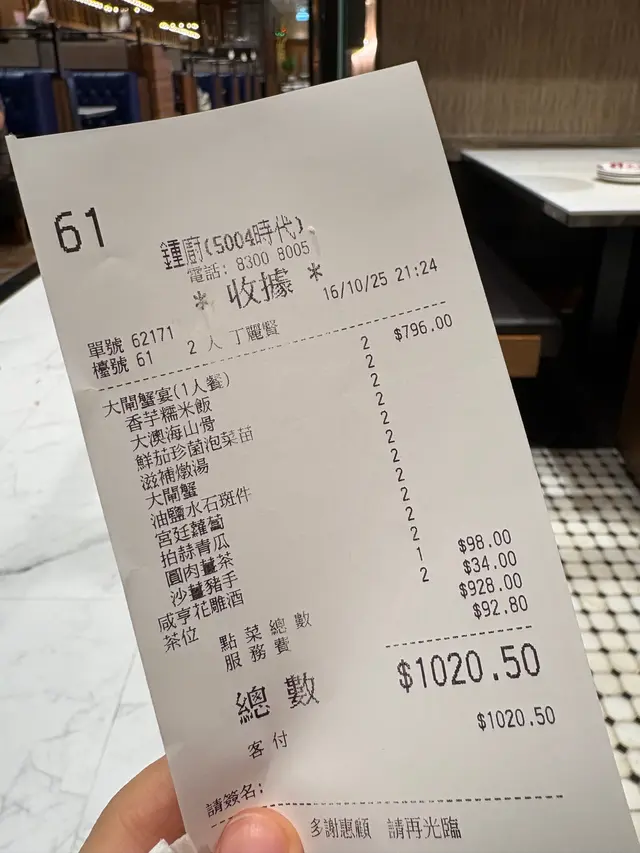 61
鍾廚(5004時代)
電話: 8300 8005
* 收據 *
單號 62171 16/10/25 21:24
檯號 61 2 人 丁麗賢
大閘蟹宴(1人餐) 2 $796.00
香芋糯米飯 2
大澳海山骨 2
鮮茄珍菌泡菜苗 2
滋補燉湯 2
大閘蟹 2
油鹽水石斑件 2
宮廷蘿蔔 2
拍蒜青瓜 2
圓肉薑茶 2
沙薑豬手 2
咸亨花雕酒 1 $98.00
茶位 2 $34.00
點菜總數 $928.00
服務費 $92.80
總數 $1020.50
客付 $1020.50
請簽名:
多謝惠顧 請再光臨